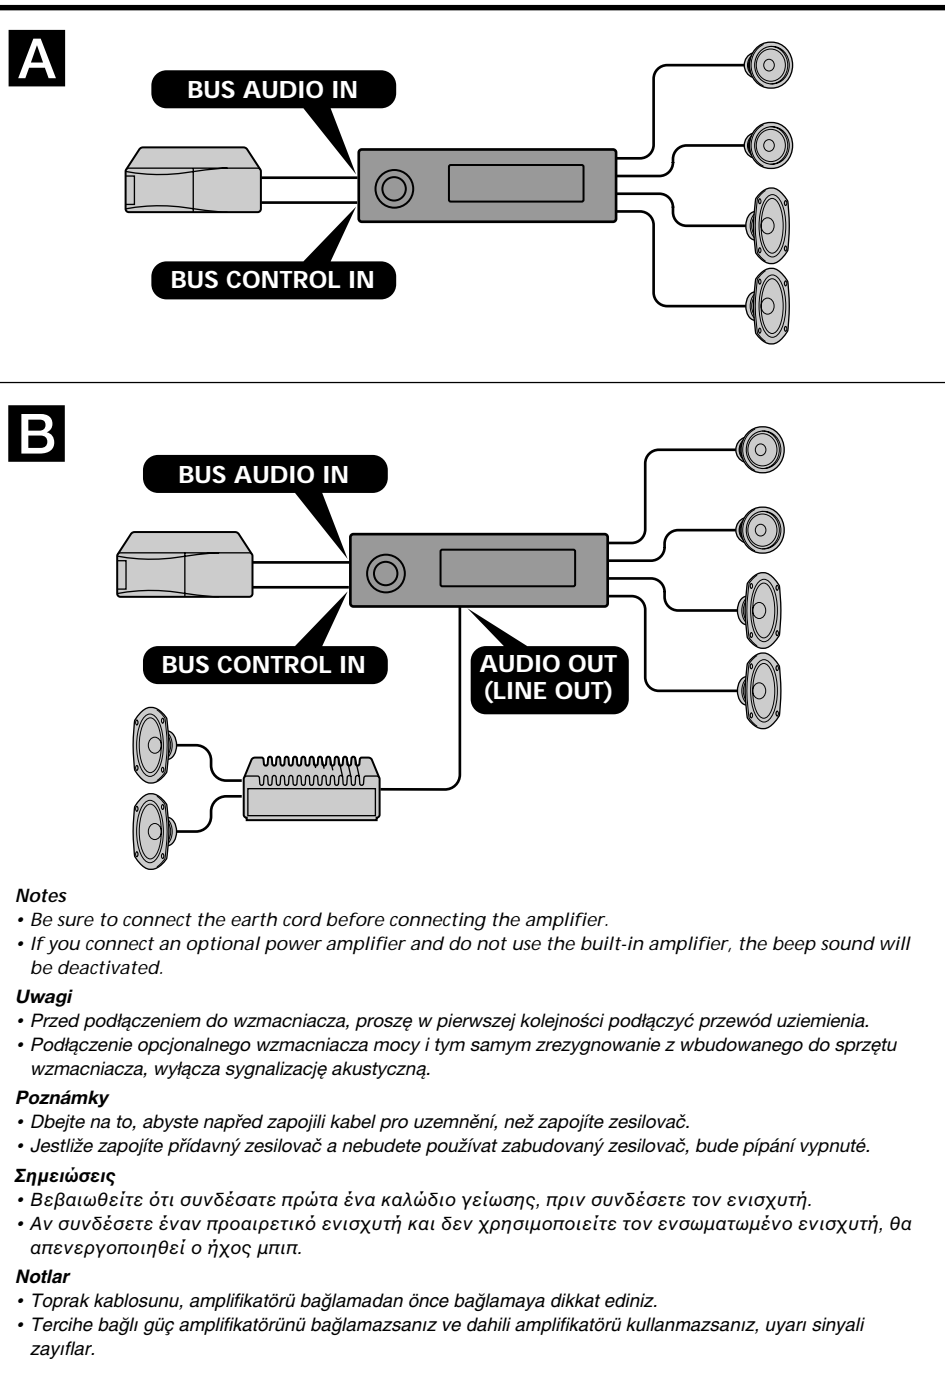 A
BUS AUDIO IN
BUS CONTROL IN
B
BUS AUDIO IN
BUS CONTROL IN
AUDIO OUT
(LINE OUT)
Notes
• Be sure to connect the earth cord before connecting the amplifier.
• If you connect an optional power amplifier and do not use the built-in amplifier, the beep sound will
be deactivated.
Uwagi
• Przed podłączeniem do wzmacniacza, proszę w pierwszej kolejności podłączyć przewód uziemienia.
• Podłączenie opcjonalnego wzmacniacza mocy i tym samym zrezygnowanie z wbudowanego do sprzętu
wzmacniacza, wyłącza sygnalizację akustyczną.
Poznámky
• Dbejte na to, abyste napřed zapojili kabel pro uzemnění, než zapojíte zesilovač.
• Jestliže zapojíte přídavný zesilovač a nebudete používat zabudovaný zesilovač, bude pípání vypnuté.
Σημειώσεις
• Βεβαιωθείτε ότι συνδέσατε πρώτα ένα καλώδιο γείωσης, πριν συνδέσετε τον ενισχυτή.
• Αν συνδέσετε έναν προαιρετικό ενισχυτή και δεν χρησιμοποιείτε τον ενσωματωμένο ενισχυτή, θα
απενεργοποιηθεί ο ήχος μπιπ.
Notlar
• Toprak kablosunu, amplifikatörü bağlamadan önce bağlamaya dikkat ediniz.
• Tercihe bağlı güç amplifikatörünü bağlamazsanız ve dahili amplifikatörü kullanmazsanız, uyarı sinyali
zayıflar.